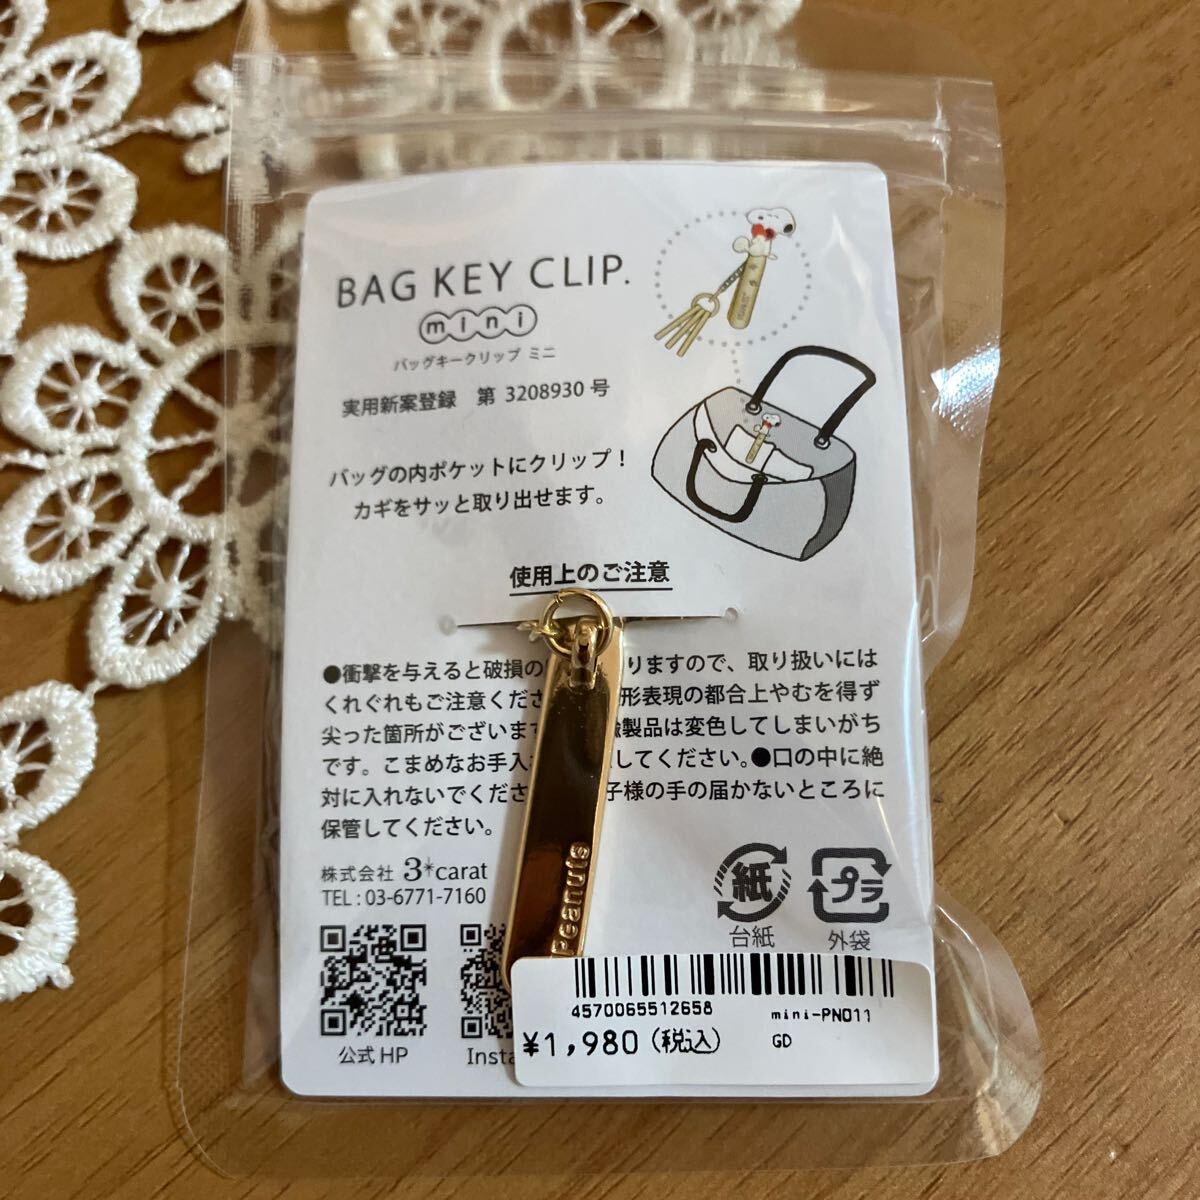 BAG KEY CLIP.
mini
バッグキークリップ ミニ
実用新案登録 第 3208930 号
バッグの内ポケットにクリップ！
カギをサッと取り出せます。
使用上のご注意
●衝撃を与えると破損の りますので、取り扱いには
くれぐれもご注意くださ 形表現の都合上やむを得ず
尖った箇所がございます 製品は変色してしまいがち
です。こまめなお手入 してください。●口の中に絶
対に入れないでくださ 子様の手の届かないところに
保管してください。
株式会社 3*carat
TEL : 03-6771-7160
紙
台紙
プラ
外袋
PEANUTS
公式 HP
Insta
4570065512658
mini-PN011
¥1,980(税込)
GD